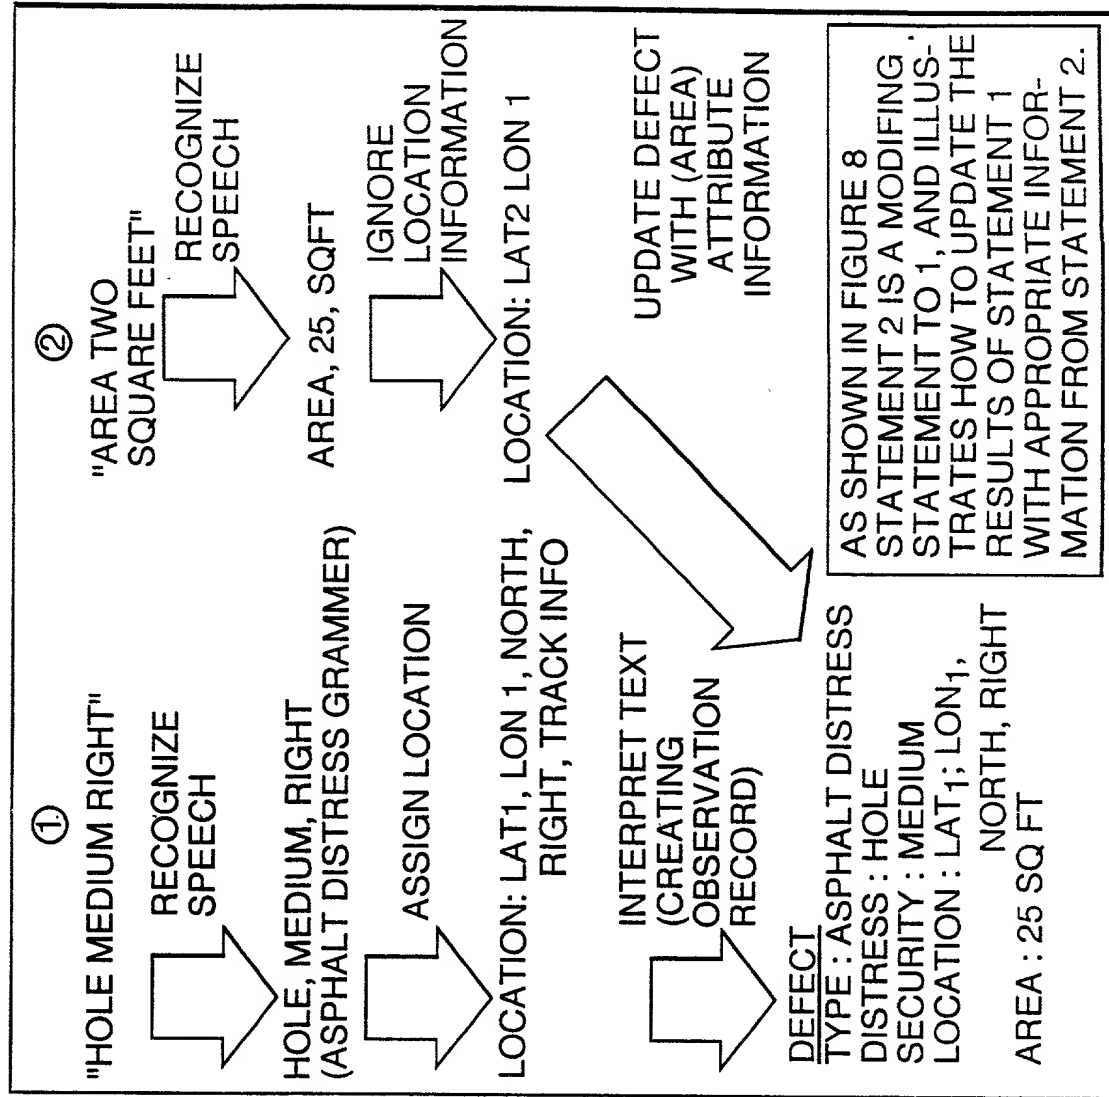 ①
"HOLE MEDIUM RIGHT"
RECOGNIZE
SPEECH
HOLE, MEDIUM, RIGHT
(ASPHALT DISTRESS GRAMMER)
ASSIGN LOCATION
LOCATION: LAT1, LON 1, NORTH,
RIGHT, TRACK INFO
INTERPRET TEXT
(CREATING
OBSERVATION
RECORD)
DEFECT
TYPE : ASPHALT DISTRESS
DISTRESS : HOLE
SECURITY : MEDIUM
LOCATION : LAT1; LON1,
NORTH, RIGHT
AREA : 25 SQ FT
②
"AREA TWO
SQUARE FEET"
RECOGNIZE
SPEECH
AREA, 25, SQFT
IGNORE
LOCATION
INFORMATION
LOCATION: LAT2 LON 1
UPDATE DEFECT
WITH (AREA)
ATTRIBUTE
INFORMATION
AS SHOWN IN FIGURE 8
STATEMENT 2 IS A MODIFING
STATEMENT TO 1, AND ILLUS-
TRATES HOW TO UPDATE THE
RESULTS OF STATEMENT 1
WITH APPROPRIATE INFOR-
MATION FROM STATEMENT 2.